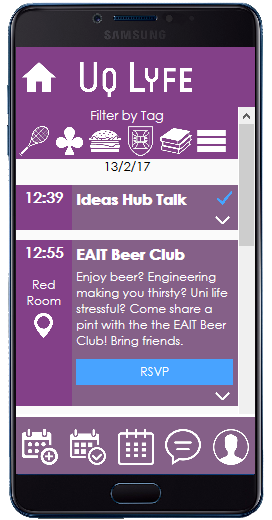 SAMSUNG
UQ LYFE
Filter by Tag
13/2/17
12:39 Ideas Hub Talk
12:55 EAIT Beer Club
Red
Room
Enjoy beer? Engineering
making you thirsty? Uni life
stressful? Come share a
pint with the the EAIT Beer
Club! Bring friends.
RSVP